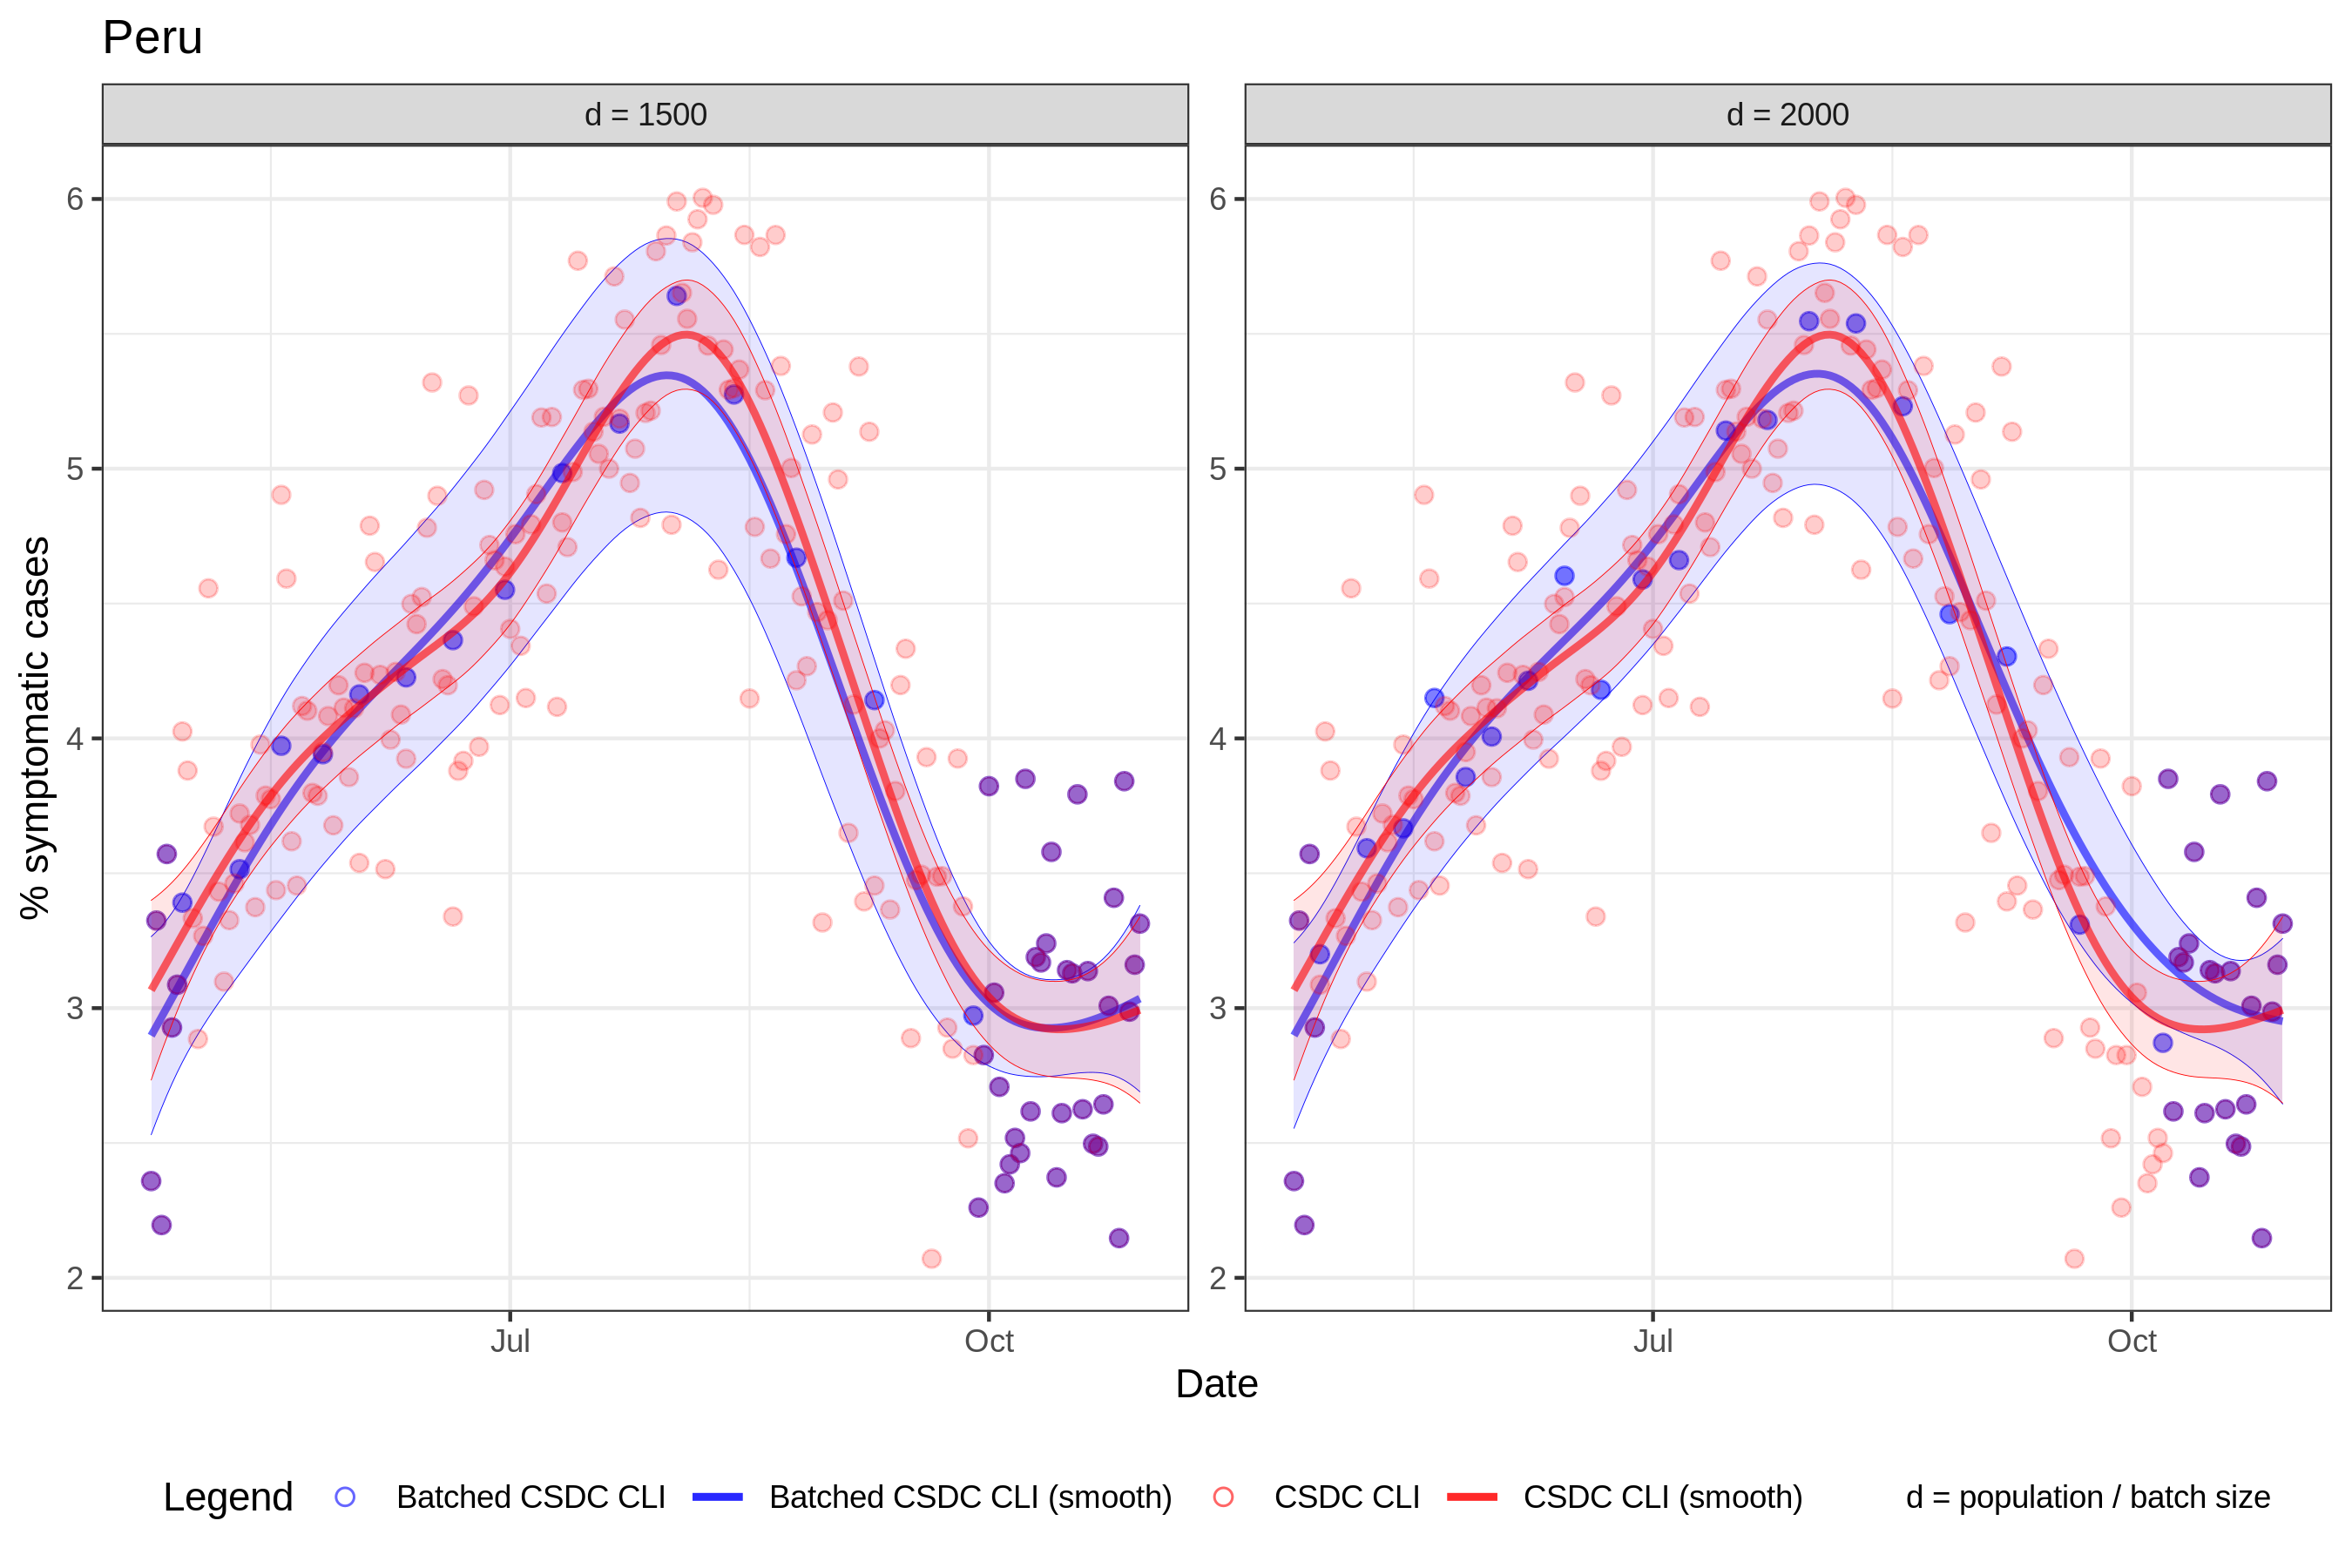 Peru
d = 1500
d = 2000
% symptomatic cases
6
5
4
3
2
6
5
4
3
2
Jul
Oct
Jul
Oct
Date
Legend
Batched CSDC CLI
Batched CSDC CLI (smooth)
CSDC CLI
CSDC CLI (smooth)
d = population / batch size